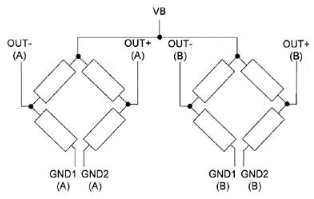 VB
OUT- OUT+ OUT- OUT+
(A) (A) (B) (B)
GND1 GND2 GND1 GND2
(A) (A) (B) (B)